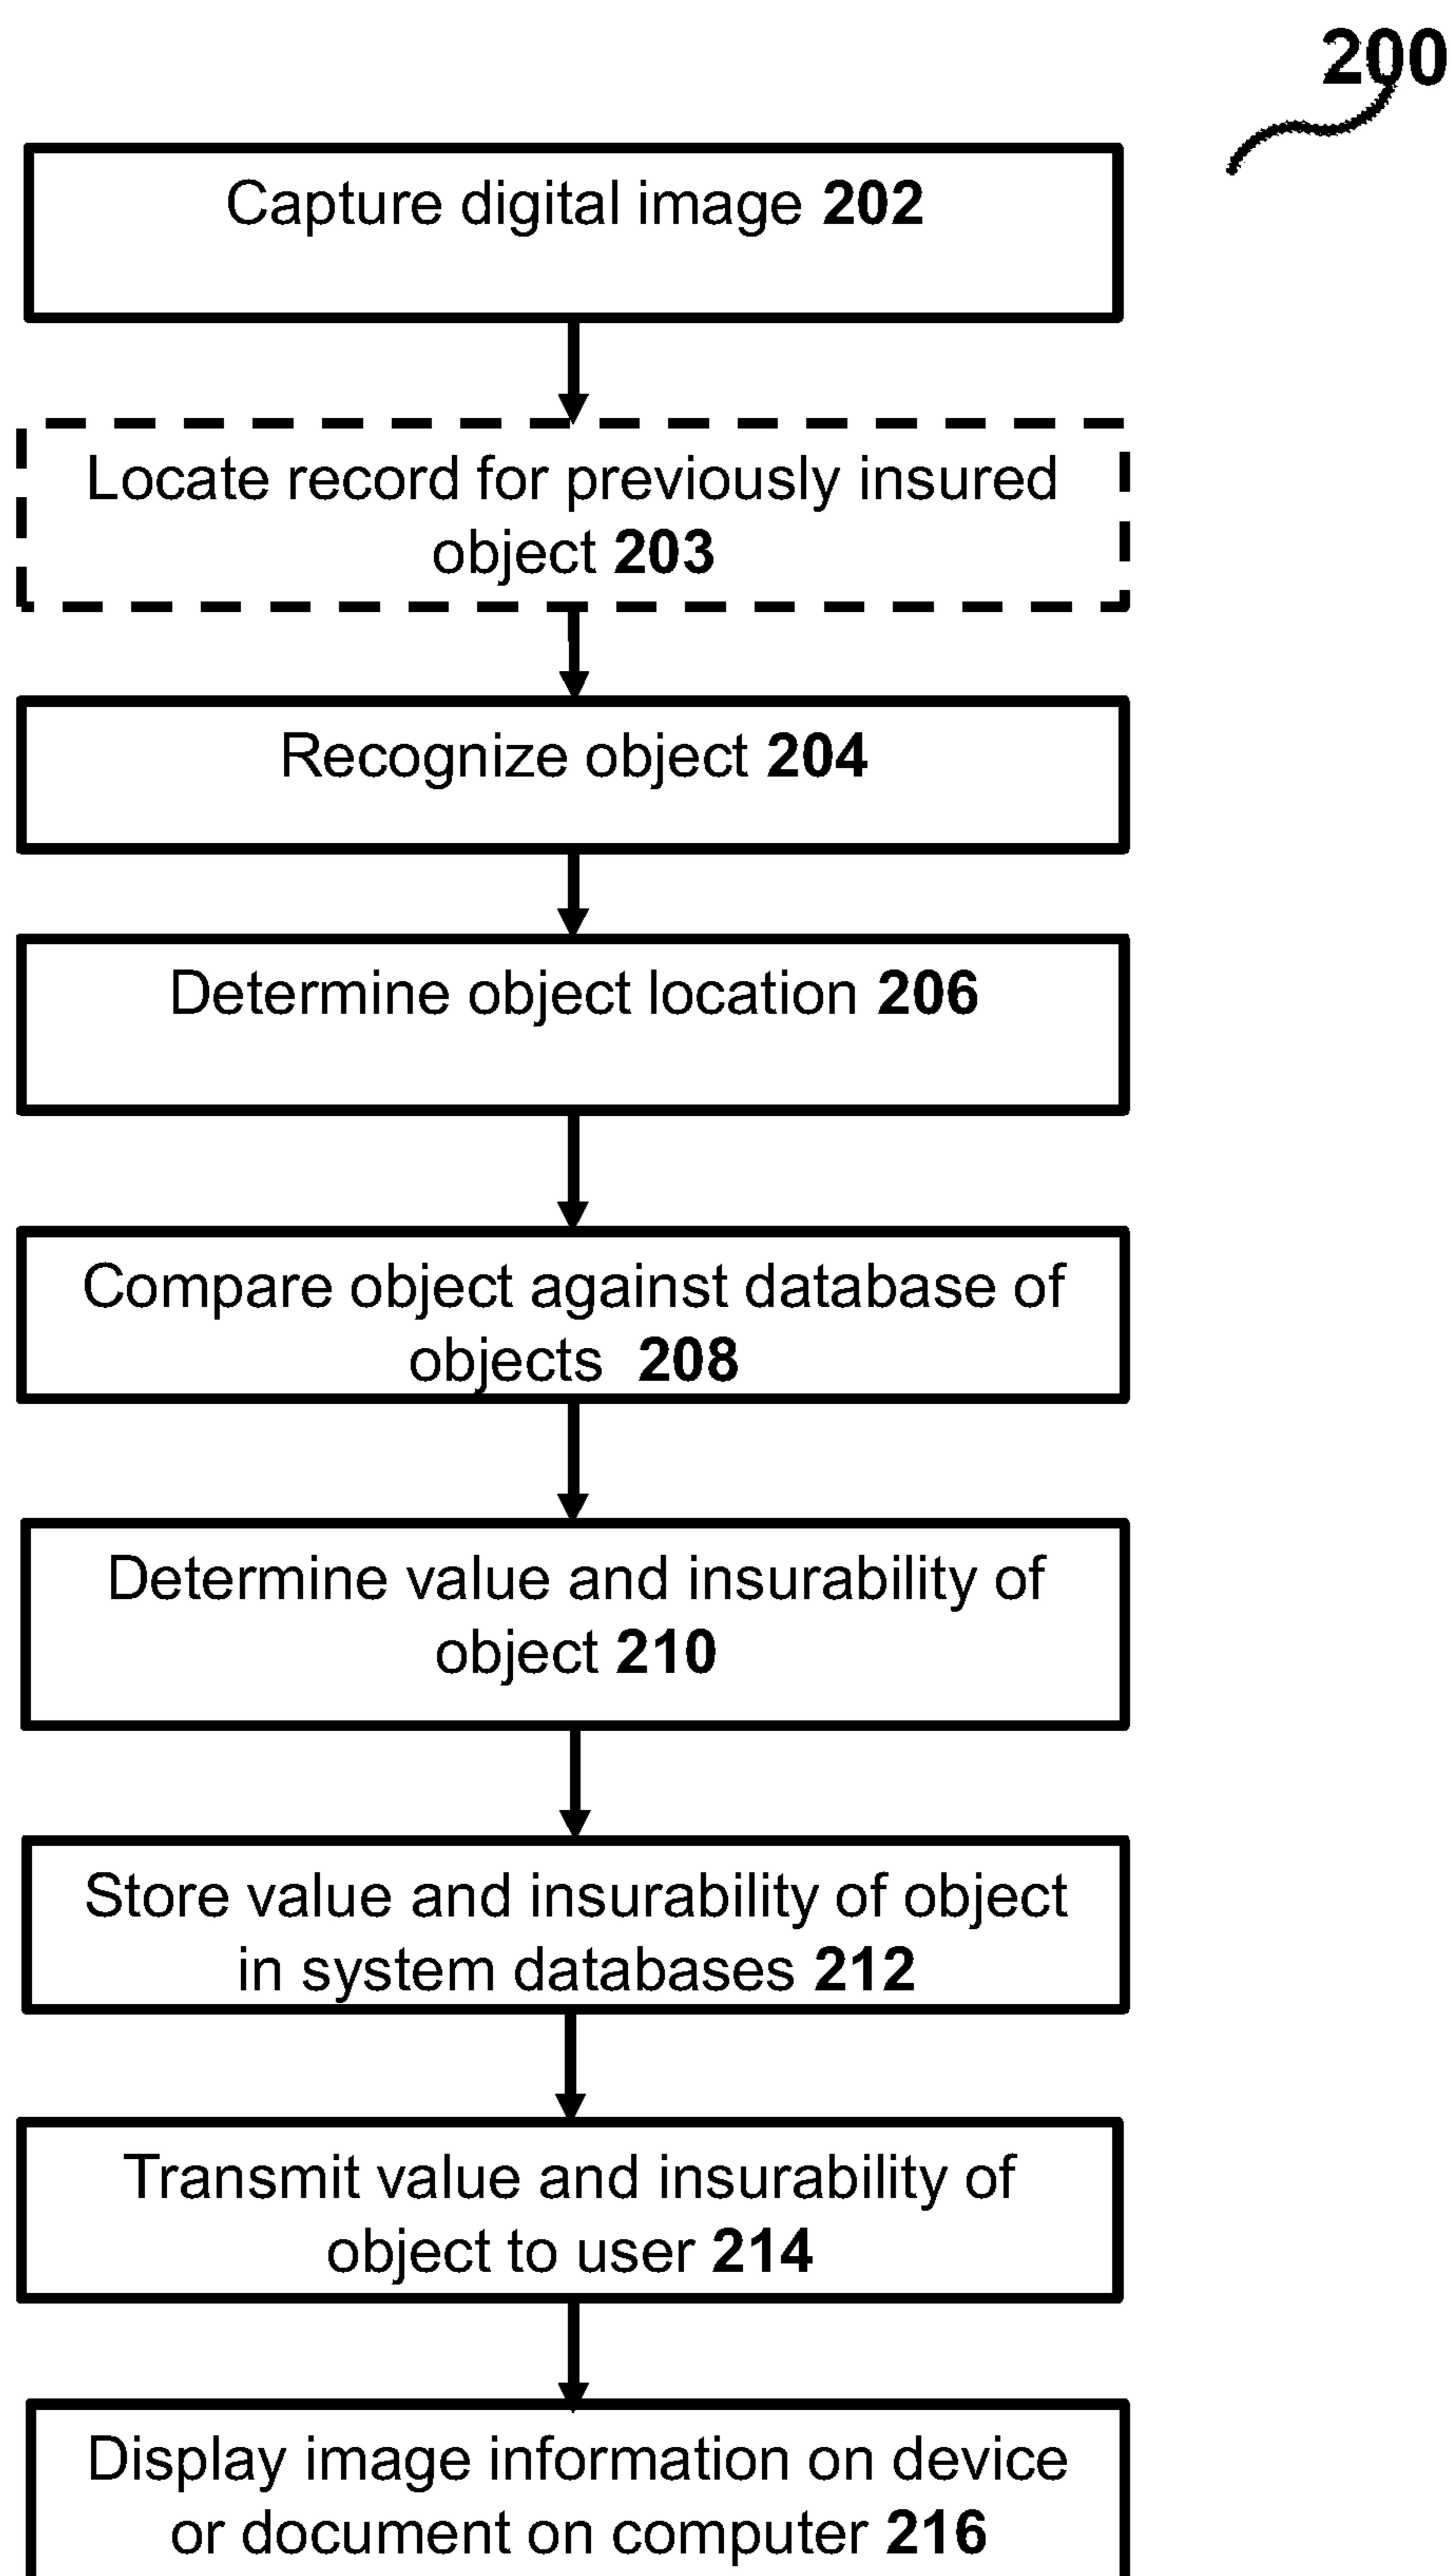 200
Capture digital image 202
Locate record for previously insured
object 203
Recognize object 204
Determine object location 206
Compare object against database of
objects 208
Determine value and insurability of
object 210
Store value and insurability of object
in system databases 212
Transmit value and insurability of
object to user 214
Display image information on device
or document on computer 216